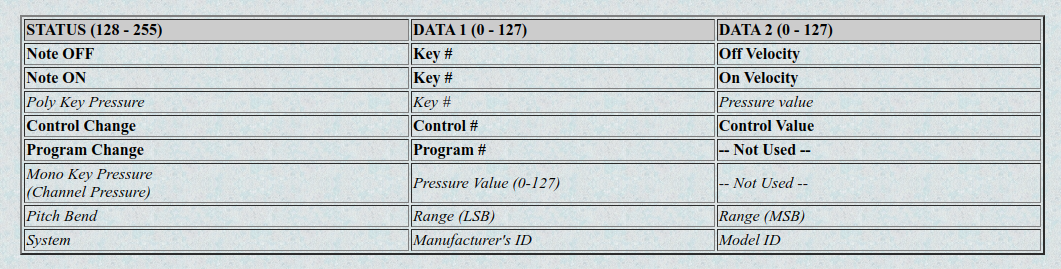 STATUS (128 - 255) DATA 1 (0 - 127) DATA 2 (0 - 127)
Note OFF Key # Off Velocity
Note ON Key # On Velocity
Poly Key Pressure Key # Pressure value
Control Change Control # Control Value
Program Change Program # -- Not Used --
Mono Key Pressure
(Channel Pressure) Pressure Value (0-127) -- Not Used --
Pitch Bend Range (LSB) Range (MSB)
System Manufacturer's ID Model ID